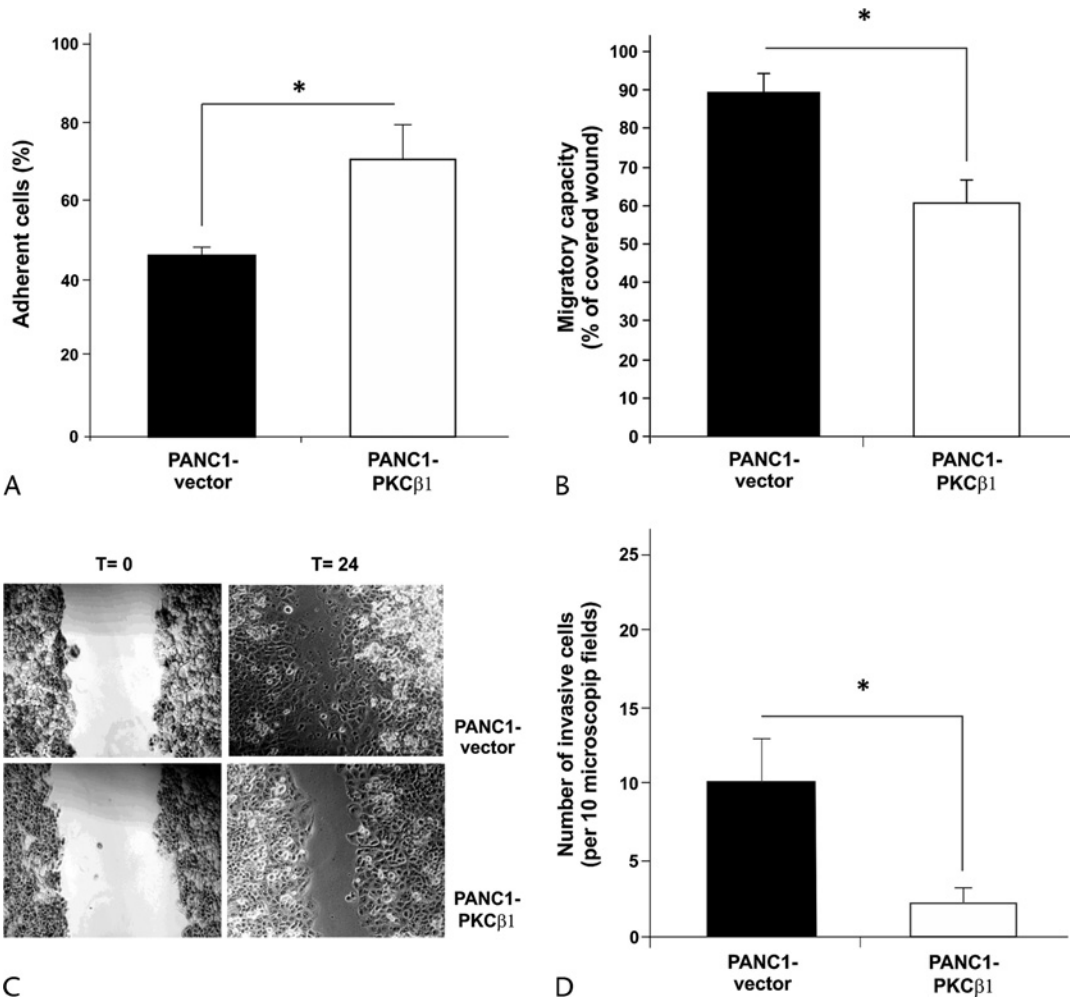 100
80
60
40
20
0
Adherent cells (%)
*
PANC1-
vector
PANC1-
PKCβ1
A
100
90
80
70
60
50
40
30
20
10
0
Migratory capacity
(% of covered wound)
*
PANC1-
vector
PANC1-
PKCβ1
B
T= 0
T= 24
PANC1-
vector
PANC1-
PKCβ1
C
25
20
15
10
5
0
Number of invasive cells
(per 10 microscopip fields)
*
PANC1-
vector
PANC1-
PKCβ1
D